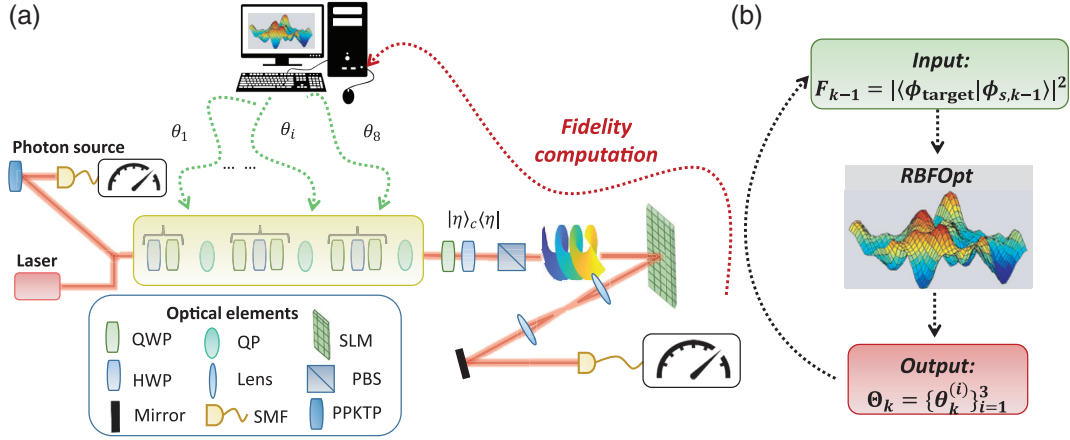 (a)
(b)
θ₁
θᵢ
θ₈
... ...
Photon source
Laser
|η⟩c⟨η|
Fidelity
computation
Optical elements
QWP
QP
SLM
HWP
Lens
PBS
Mirror
SMF
PPKTP
Input:
F_{k−1} = |⟨ϕ_target|ϕ_{s,k−1}⟩|²
RBFOpt
Output:
Θ_k = {θ_k^{(i)}}_{i=1}^{3}